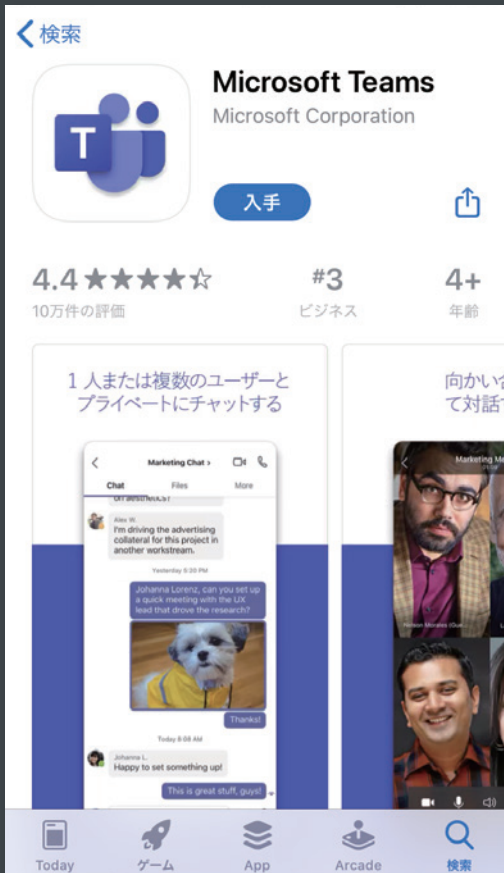 検索
Microsoft Teams
Microsoft Corporation
T
入手
4.4★★★★☆
#3
4+
10万件の評価
ビジネス
年齢
1 人または複数のユーザーと
プライベートにチャットする
向かい
て対話
Marketing Chat >
Chat
Files
More
on aesthetics?
Alex W.
I'm driving the advertising
collateral for this project in
another workstream.
Yesterday 5:20 PM
Johanna Lorenz, can you set up
a quick meeting with the UX
lead that drove the research?
Thanks!
Today 8:08 AM
Johanna L.
Happy to set something up!
This is great stuff, guys!
Marketing Me
Today
ゲーム
App
Arcade
検索